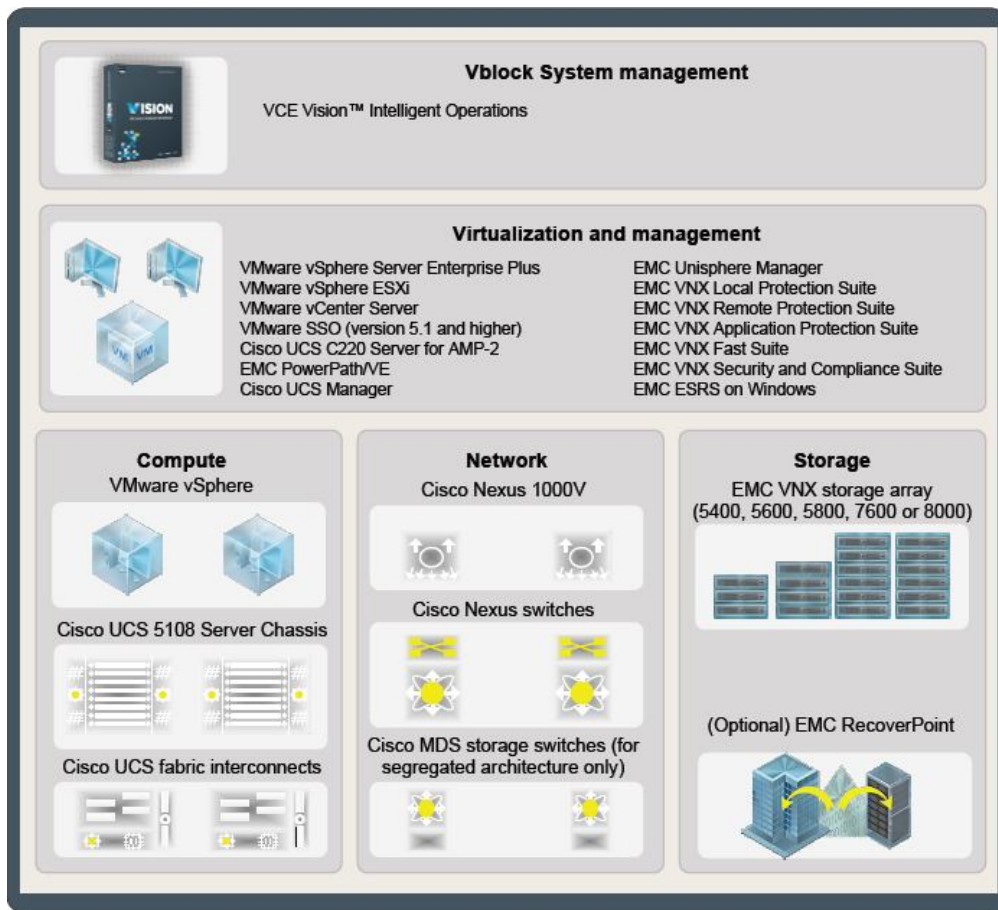 Vblock System management
VISION
VCE Vision™ Intelligent Operations
Virtualization and management
VMware vSphere Server Enterprise Plus
VMware vSphere ESXi
VMware vCenter Server
VMware SSO (version 5.1 and higher)
Cisco UCS C220 Server for AMP-2
EMC PowerPath/VE
Cisco UCS Manager
EMC Unisphere Manager
EMC VNX Local Protection Suite
EMC VNX Remote Protection Suite
EMC VNX Application Protection Suite
EMC VNX Fast Suite
EMC VNX Security and Compliance Suite
EMC ESRS on Windows
VM VM
Compute
VMware vSphere
Cisco UCS 5108 Server Chassis
Cisco UCS fabric interconnects
Network
Cisco Nexus 1000V
Cisco Nexus switches
Cisco MDS storage switches (for
segregated architecture only)
Storage
EMC VNX storage array
(5400, 5600, 5800, 7600 or 8000)
(Optional) EMC RecoverPoint